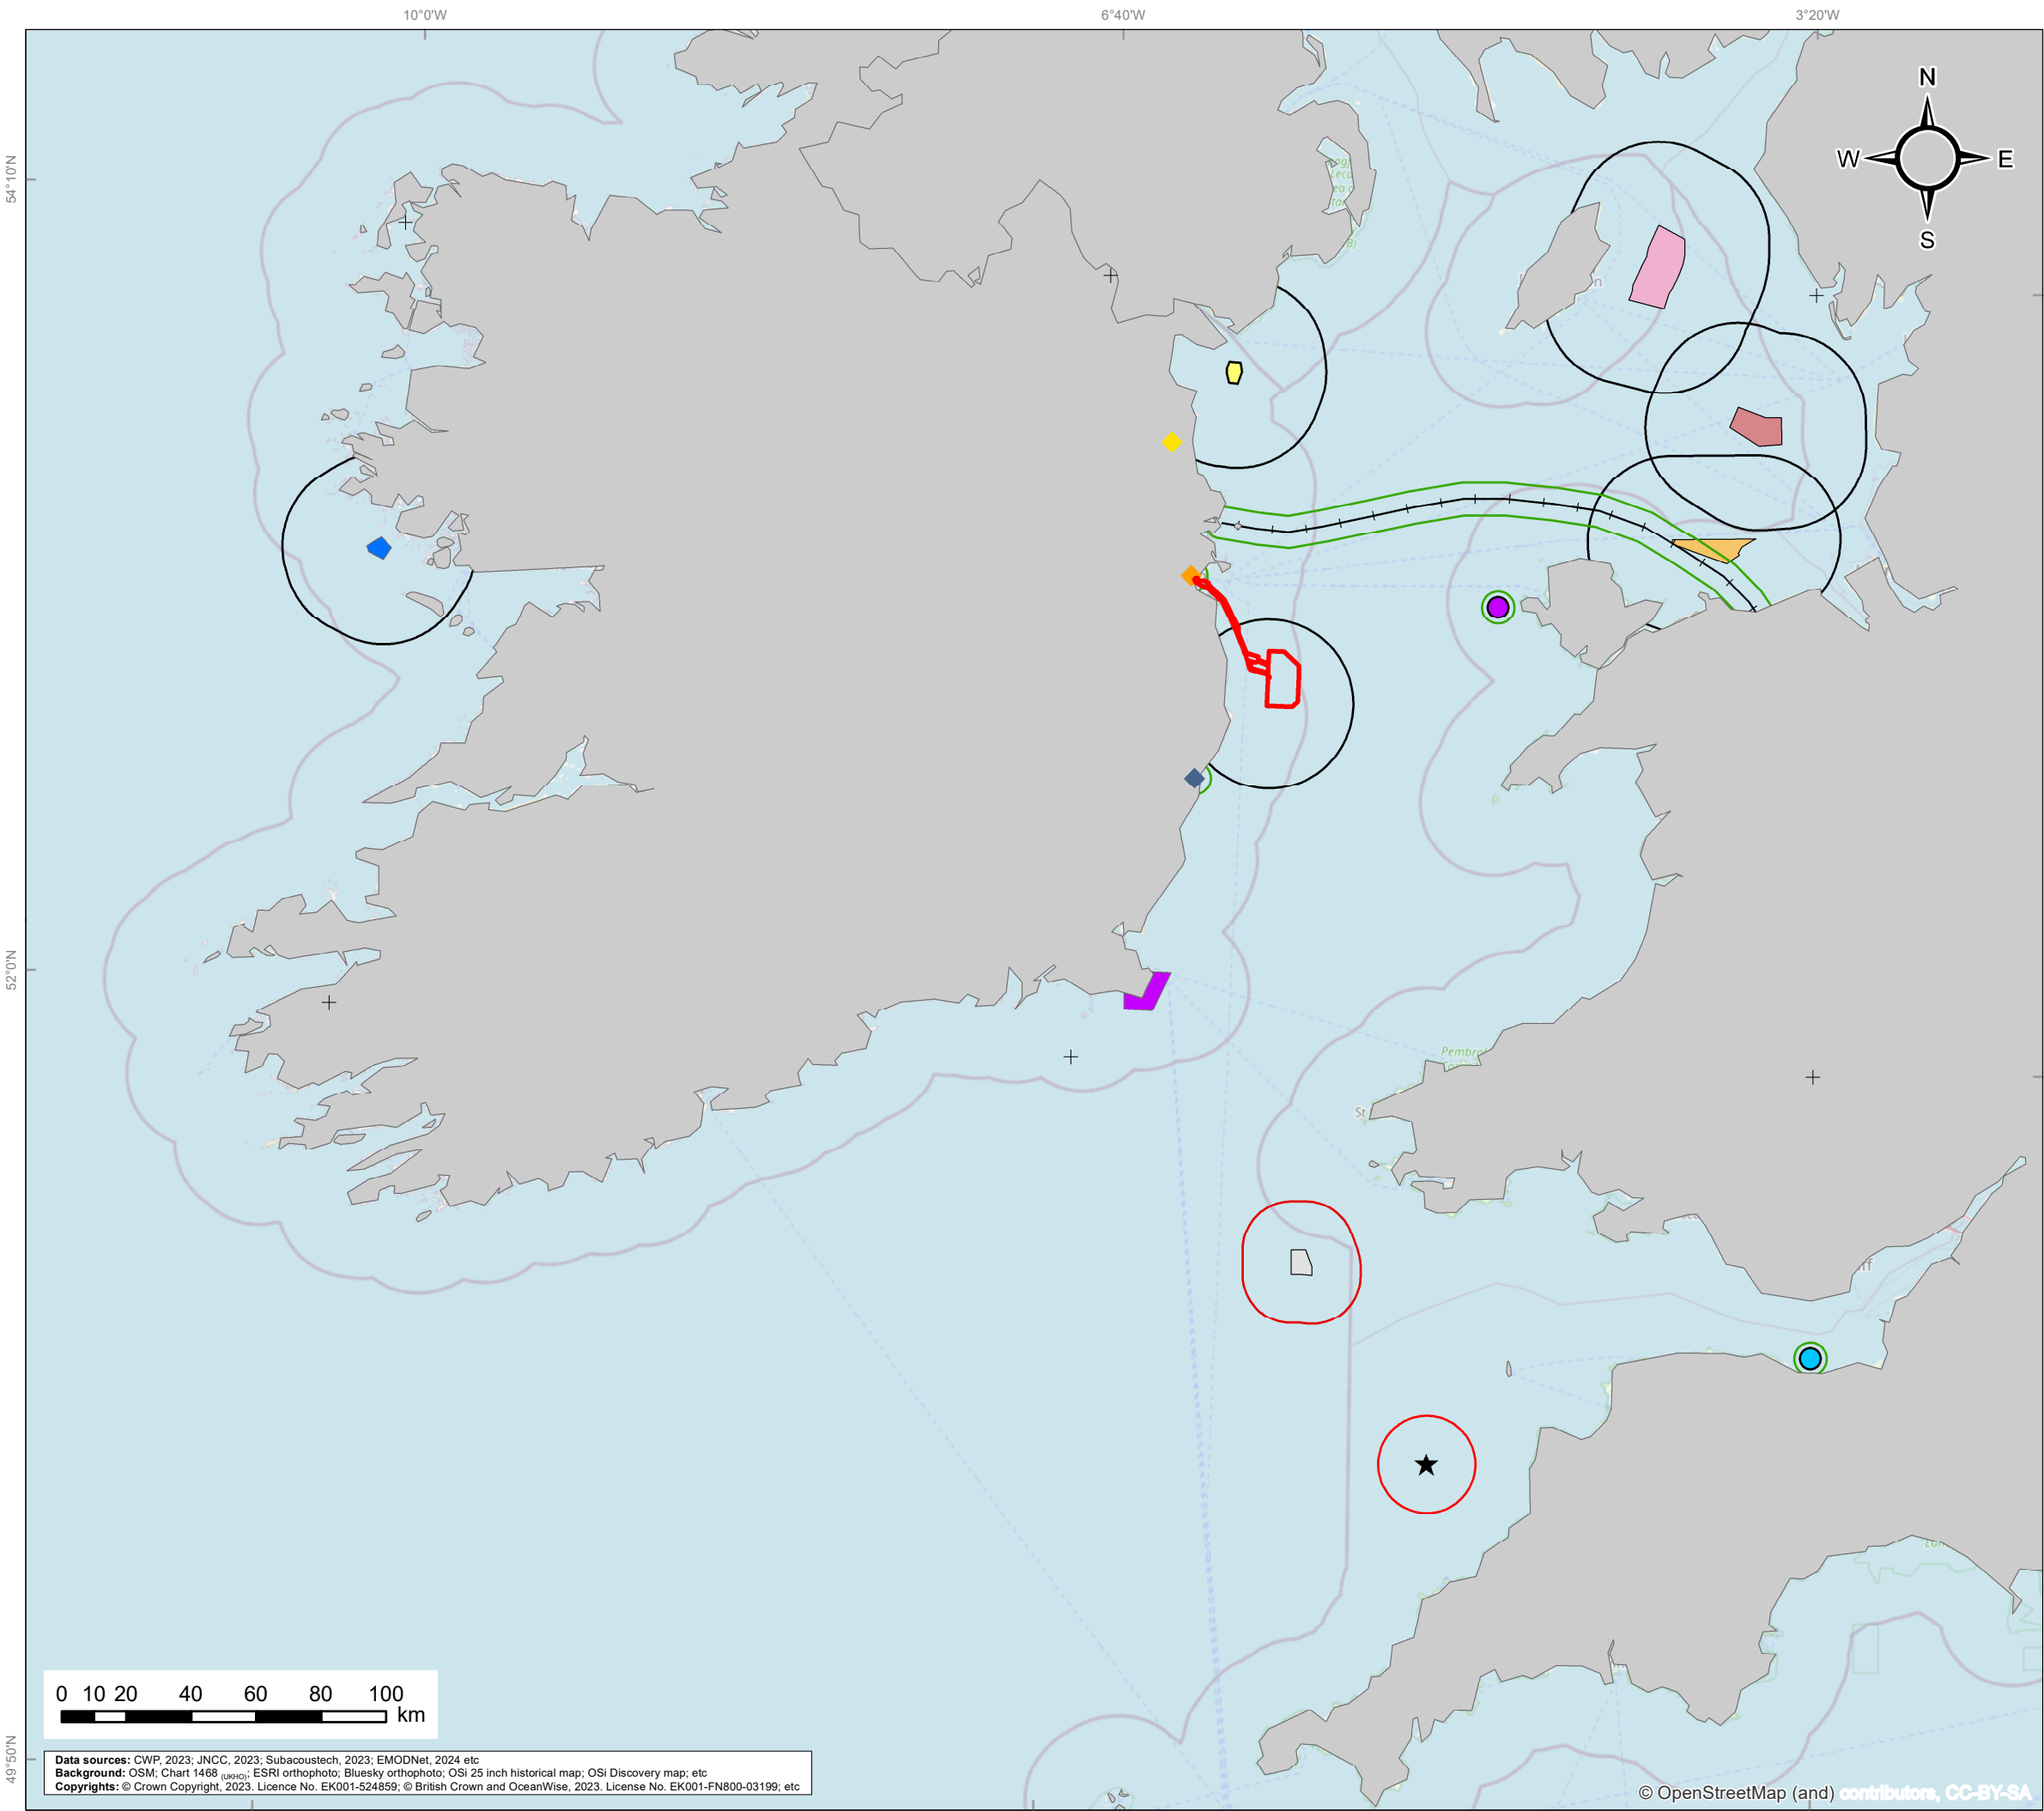 10°0'W 6°40'W 3°20'W
54°10'N
N
W E
S
52°0'N
Pembro
St
49°50'N
0 10 20 40 60 80 100
km
Data sources: CWP, 2023; JNCC, 2023; Subacoustech, 2023; EMODNet, 2024 etc
Background: OSM; Chart 1468 (UKHO); ESRI orthophoto; Bluesky orthophoto; OSi 25 inch historical map; OSi Discovery map; etc
Copyrights: © Crown Copyright, 2023. Licence No. EK001-524859; © British Crown and OceanWise, 2023. License No. EK001-FN800-03199; etc
© OpenStreetMap (and) contributors, CC-BY-SA